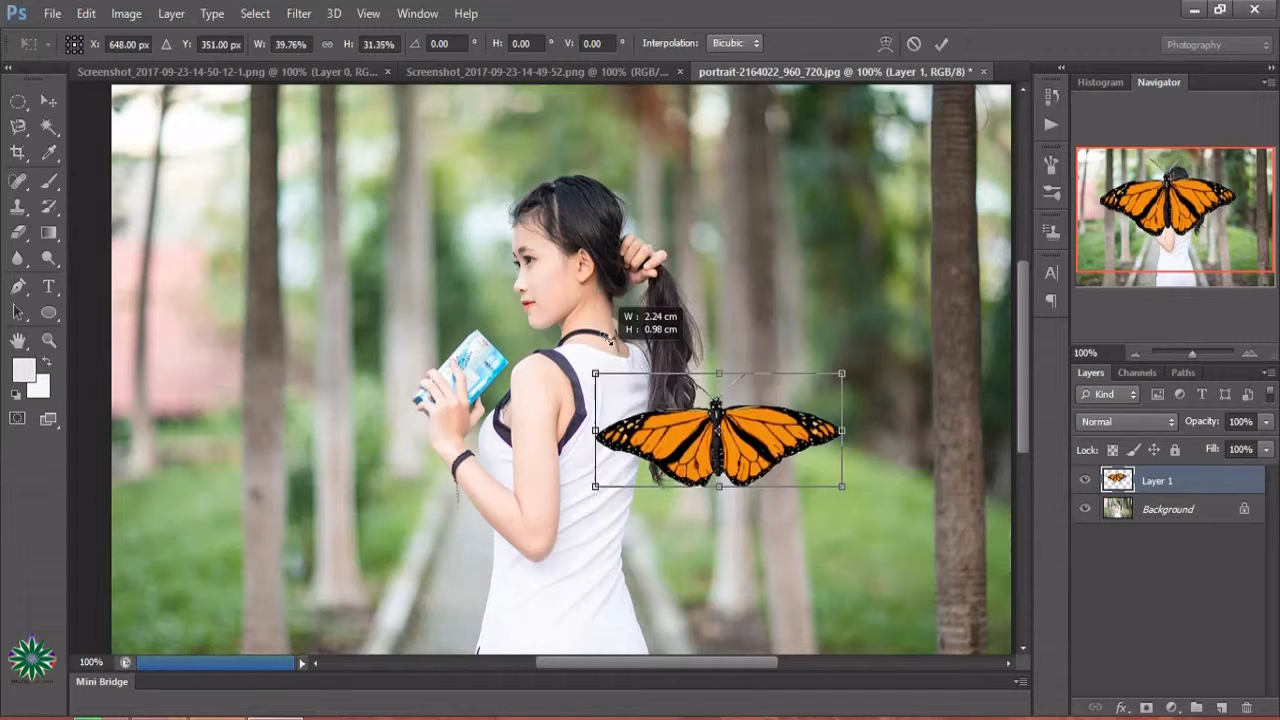 Ps File Edit Image Layer Type Select Filter 3D View Window Help
X: 648.00 px Y: 351.00 px W: 39.76% H: 31.35% 0.00 ° H: 0.00 ° V: 0.00 ° Interpolation: Bicubic Photography
Screenshot_2017-09-23-14-50-12-1.png @ 100% (Layer 0, RG... × Screenshot_2017-09-23-14-49-52.png @ 100% (RGB/... × portrait-2164022_960_720.jpg @ 100% (Layer 1, RGB/8) * ×
Histogram Navigator
W: 2.24 cm
H: 0.98 cm
100%
Layers Channels Paths
Kind
Normal Opacity: 100%
Lock: Fill: 100%
Layer 1
Background
100%
Mini Bridge